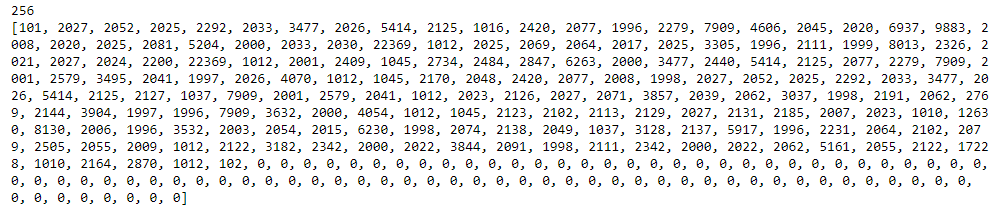 256
[101, 2027, 2052, 2025, 2292, 2033, 3477, 2026, 5414, 2125, 1016, 2420, 2077, 1996, 2279, 7909, 4606, 2045, 2020, 6937, 9883, 2
008, 2020, 2025, 2081, 5204, 2000, 2033, 2030, 22369, 1012, 2025, 2069, 2064, 2017, 2025, 3305, 1996, 2111, 1999, 8013, 2326, 2
021, 2027, 2024, 2200, 22369, 1012, 2001, 2409, 1045, 2734, 2484, 2847, 6263, 2000, 3477, 2440, 5414, 2125, 2077, 2279, 7909, 2
001, 2579, 3495, 2041, 1997, 2026, 4070, 1012, 1045, 2170, 2048, 2420, 2077, 2008, 1998, 2027, 2052, 2025, 2292, 2033, 3477, 20
26, 5414, 2125, 2127, 1037, 7909, 2001, 2579, 2041, 1012, 2023, 2126, 2027, 2071, 3857, 2039, 2062, 3037, 1998, 2191, 2062, 276
9, 2144, 3904, 1997, 1996, 7909, 3632, 2000, 4054, 1012, 1045, 2123, 2102, 2113, 2129, 2027, 2131, 2185, 2007, 2023, 1010, 1263
0, 8130, 2006, 1996, 3532, 2003, 2054, 2015, 6230, 1998, 2074, 2138, 2049, 1037, 3128, 2137, 5917, 1996, 2231, 2064, 2102, 207
9, 2505, 2055, 2009, 1012, 2122, 3182, 2342, 2000, 2022, 3844, 2091, 1998, 2111, 2342, 2000, 2022, 2062, 5161, 2055, 2122, 1722
8, 1010, 2164, 2870, 1012, 102, 0, 0, 0, 0, 0, 0, 0, 0, 0, 0, 0, 0, 0, 0, 0, 0, 0, 0, 0, 0, 0, 0, 0, 0, 0, 0, 0, 0, 0, 0, 0,
0, 0, 0, 0, 0, 0, 0, 0, 0, 0, 0, 0, 0, 0, 0, 0, 0, 0, 0, 0, 0, 0, 0, 0, 0, 0, 0, 0, 0, 0, 0, 0, 0, 0, 0, 0, 0, 0, 0, 0, 0, 0,
0, 0, 0, 0, 0, 0, 0, 0]